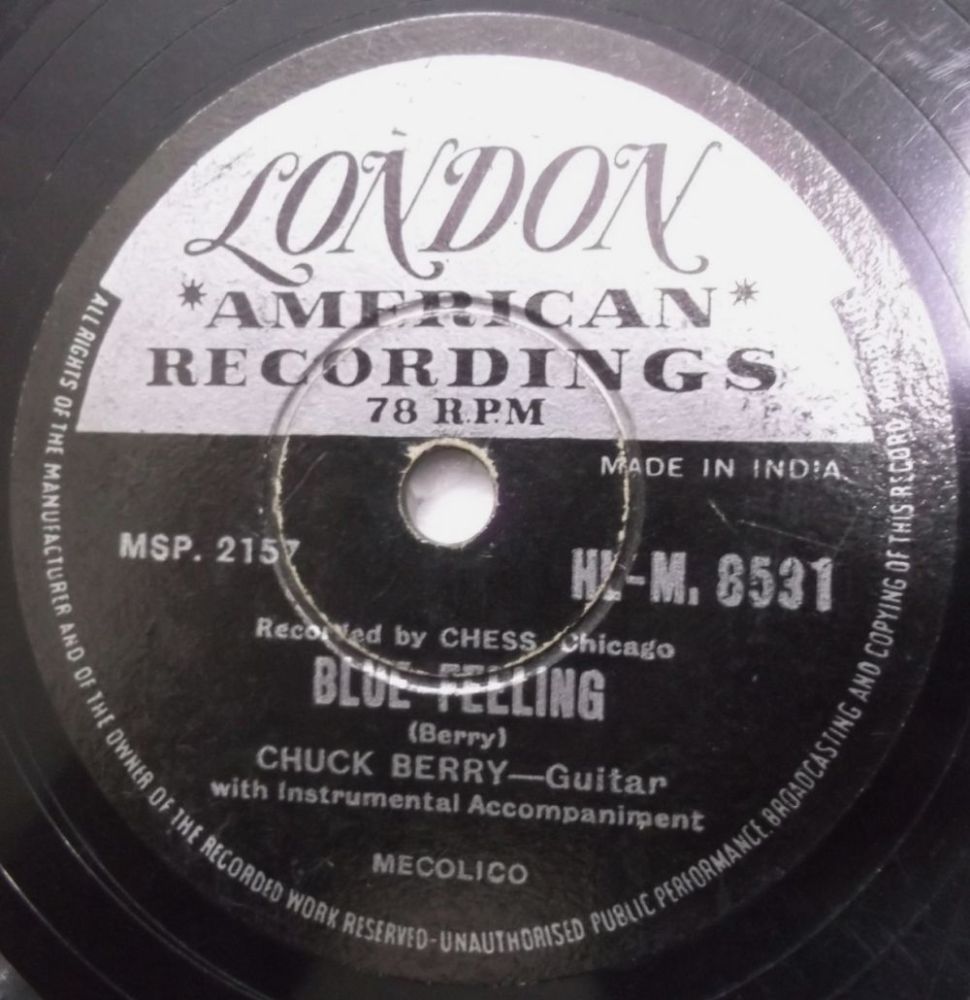 LONDON
*AMERICAN*
RECORDINGS
78 R.P.M
MADE IN INDIA
MSP. 2157
HL-M. 8531
Recorded by CHESS, Chicago
BLUE FEELING
(Berry)
CHUCK BERRY—Guitar
with Instrumental Accompaniment
MECOLICO
ALL RIGHTS OF THE MANUFACTURER AND OF THE OWNER OF THE RECORDED WORK RESERVED-UNAUTHORISED PUBLIC PERFORMANCE, BROADCASTING AND COPYING OF THIS RECORD